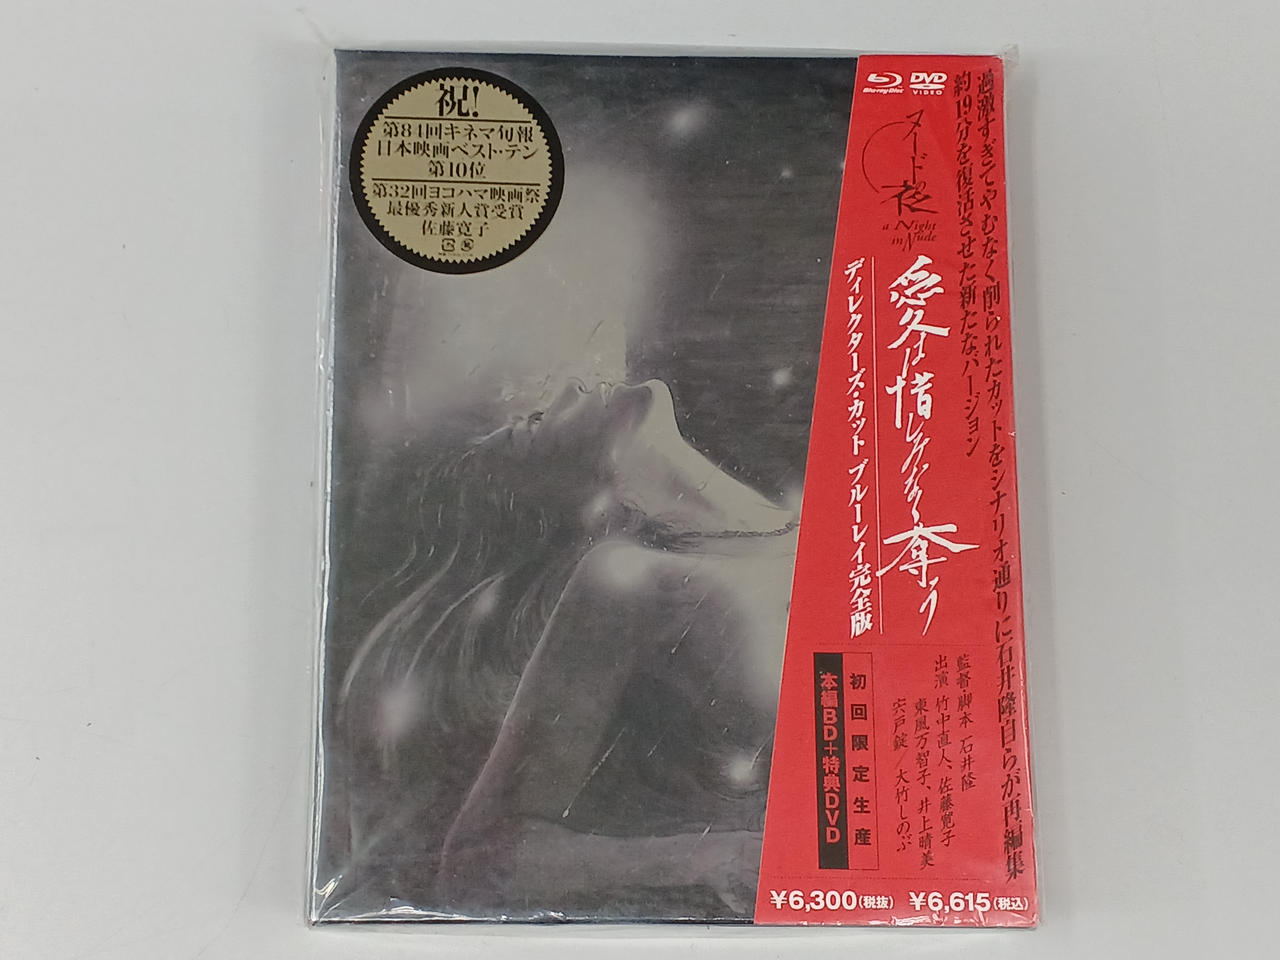 祝!
第84回キネマ旬報
日本映画ベスト・テン
第10位
第32回ヨコハマ映画祭
最優秀新人賞受賞
佐藤寛子
Blu-ray Disc
DVD
VIDEO
過激すぎてやむなく削られたカットをシナリオ通りに石井隆自らが再編集
約19分を復活させた新たなバージョン
ヌードの夜
a Night
in Nude
愛は惜しみなく奪う
ディレクターズ・カット ブルーレイ完全版
監督・脚本 石井隆
出演 竹中直人、佐藤寛子
東風万智子、井上晴美
宍戸錠/大竹しのぶ
初回限定生産
本編BD+特典DVD
¥6,300(税抜) ¥6,615(税込)